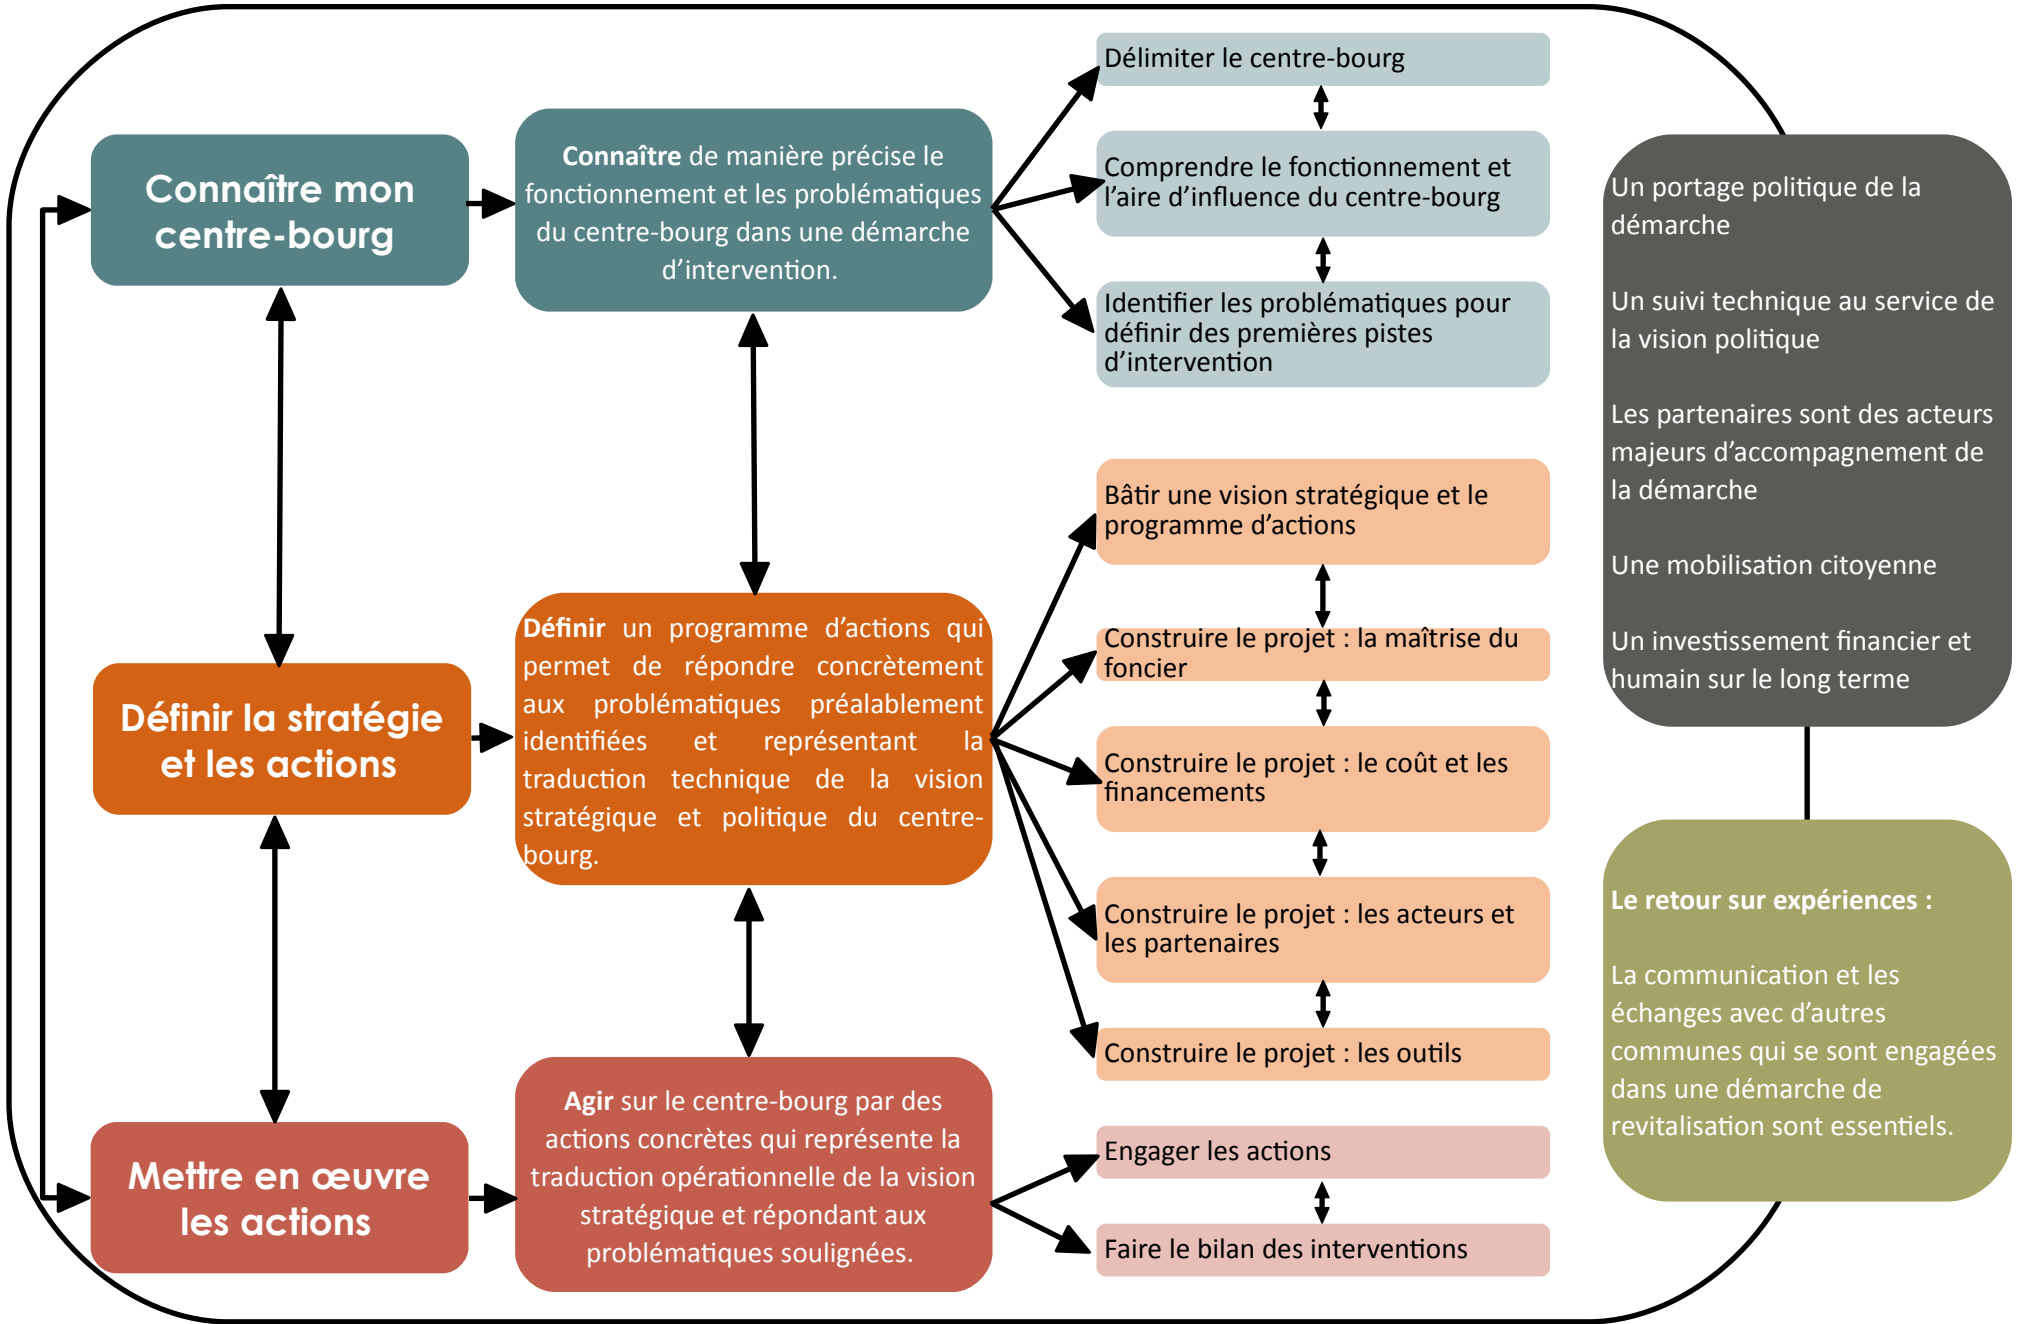 Connaître mon
centre-bourg
Connaître de manière précise le
fonctionnement et les problématiques
du centre-bourg dans une démarche
d’intervention.
Délimiter le centre-bourg
Comprendre le fonctionnement et
l’aire d’influence du centre-bourg
Identifier les problématiques pour
définir des premières pistes
d’intervention
Définir la stratégie
et les actions
Définir un programme d’actions qui
permet de répondre concrètement
aux problématiques préalablement
identifiées et représentant la
traduction technique de la vision
stratégique et politique du centre-
bourg.
Bâtir une vision stratégique et le
programme d’actions
Construire le projet : la maîtrise du
foncier
Construire le projet : le coût et les
financements
Construire le projet : les acteurs et
les partenaires
Construire le projet : les outils
Mettre en œuvre
les actions
Agir sur le centre-bourg par des
actions concrètes qui représente la
traduction opérationnelle de la vision
stratégique et répondant aux
problématiques soulignées.
Engager les actions
Faire le bilan des interventions
Un portage politique de la
démarche
Un suivi technique au service de
la vision politique
Les partenaires sont des acteurs
majeurs d’accompagnement de
la démarche
Une mobilisation citoyenne
Un investissement financier et
humain sur le long terme
Le retour sur expériences :
La communication et les
échanges avec d’autres
communes qui se sont engagées
dans une démarche de
revitalisation sont essentiels.